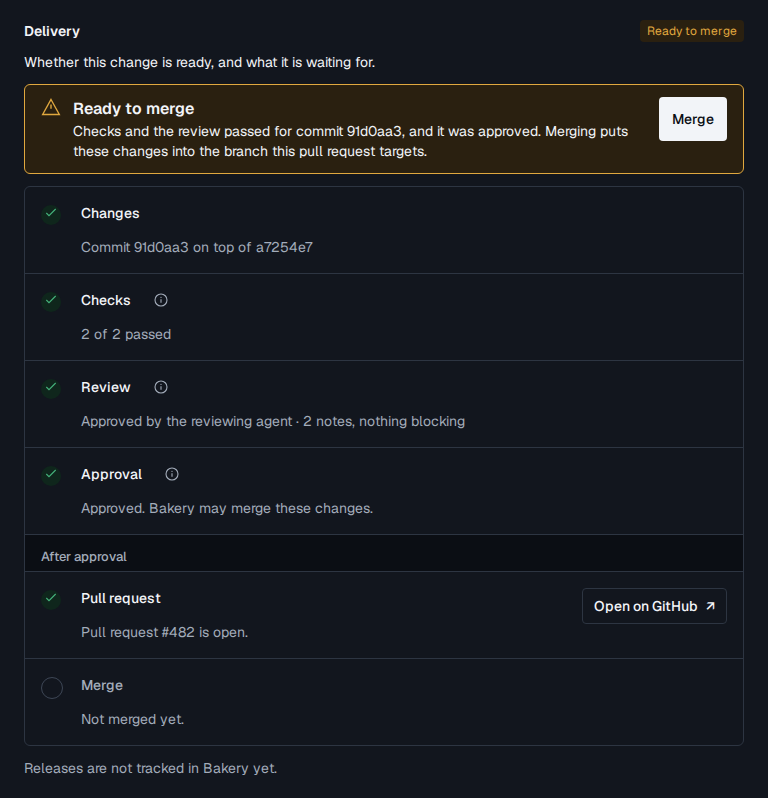 Delivery
Ready to merge
Whether this change is ready, and what it is waiting for.
Ready to merge
Checks and the review passed for commit 91d0aa3, and it was approved. Merging puts
these changes into the branch this pull request targets.
Merge
Changes
Commit 91d0aa3 on top of a7254e7
Checks
2 of 2 passed
Review
Approved by the reviewing agent · 2 notes, nothing blocking
Approval
Approved. Bakery may merge these changes.
After approval
Pull request
Pull request #482 is open.
Open on GitHub
Merge
Not merged yet.
Releases are not tracked in Bakery yet.